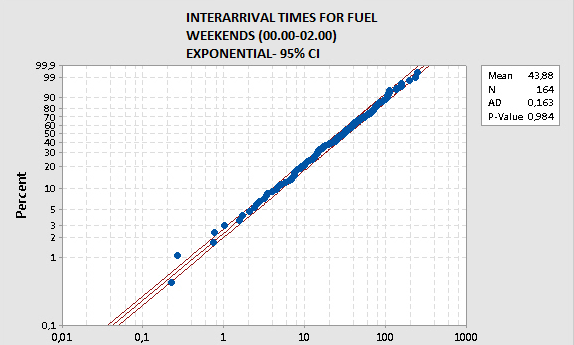 INTERARRIVAL TIMES FOR FUEL
WEEKENDS (00.00-02.00)
EXPONENTIAL- 95% CI
99,9
99
90
80
70
60
50
40
30
20
10
5
3
2
1
0,1
Percent
0,01 0,1 1 10 100 1000
Mean 43,88
N 164
AD 0,163
P-Value 0,984